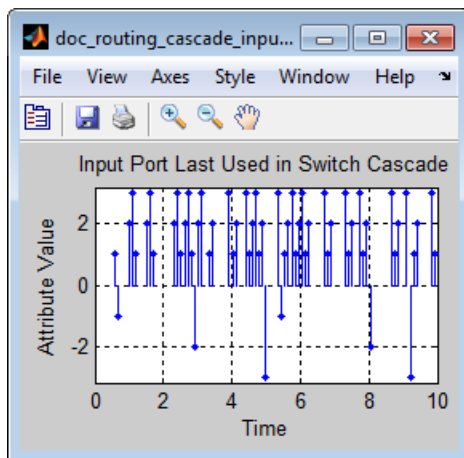 doc_routing_cascade_inpu...
File View Axes Style Window Help
Input Port Last Used in Switch Cascade
Attribute Value
2
0
-2
0 2 4 6 8 10
Time